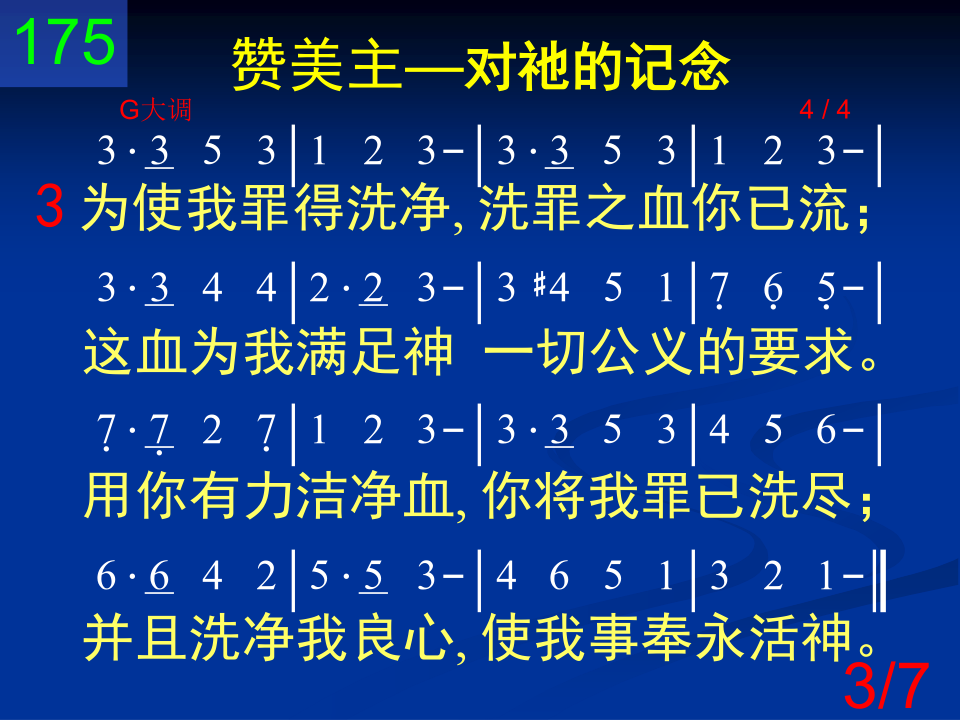 175
赞美主—对祂的记念
G大调 4 / 4
3 · 3 5 3 | 1 2 3 – | 3 · 3 5 3 | 1 2 3 – |
3 为使我罪得洗净, 洗罪之血你已流；
3 · 3 4 4 | 2 · 2 3 – | 3 #4 5 1 | 7̣ 6̣ 5̣ – |
这血为我满足神 一切公义的要求。
7̣ · 7̣ 2 7̣ | 1 2 3 – | 3 · 3 5 3 | 4 5 6 – |
用你有力洁净血, 你将我罪已洗尽；
6 · 6 4 2 | 5 · 5 3 – | 4 6 5 1 | 3 2 1 – ‖
并且洗净我良心, 使我事奉永活神。
3/7